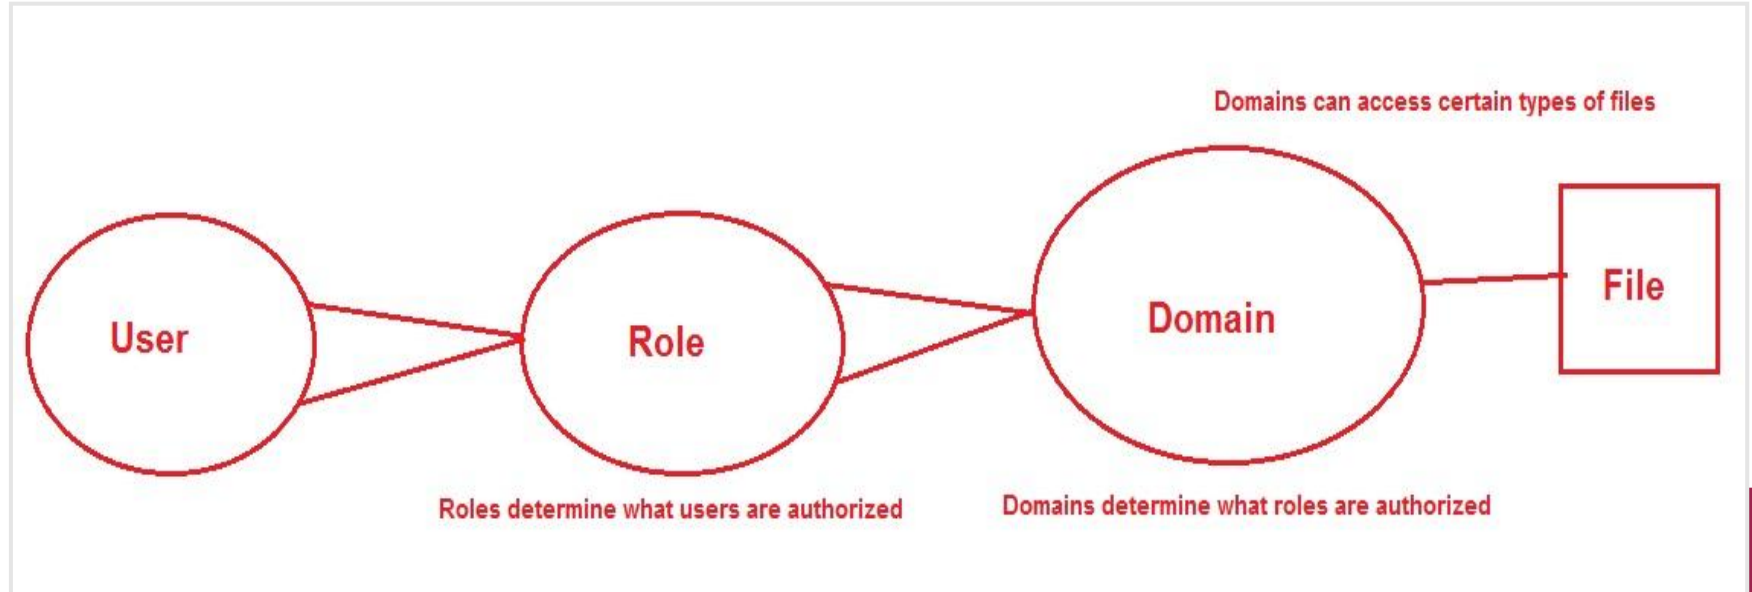 Domains can access certain types of files
User
Role
Domain
File
Roles determine what users are authorized
Domains determine what roles are authorized